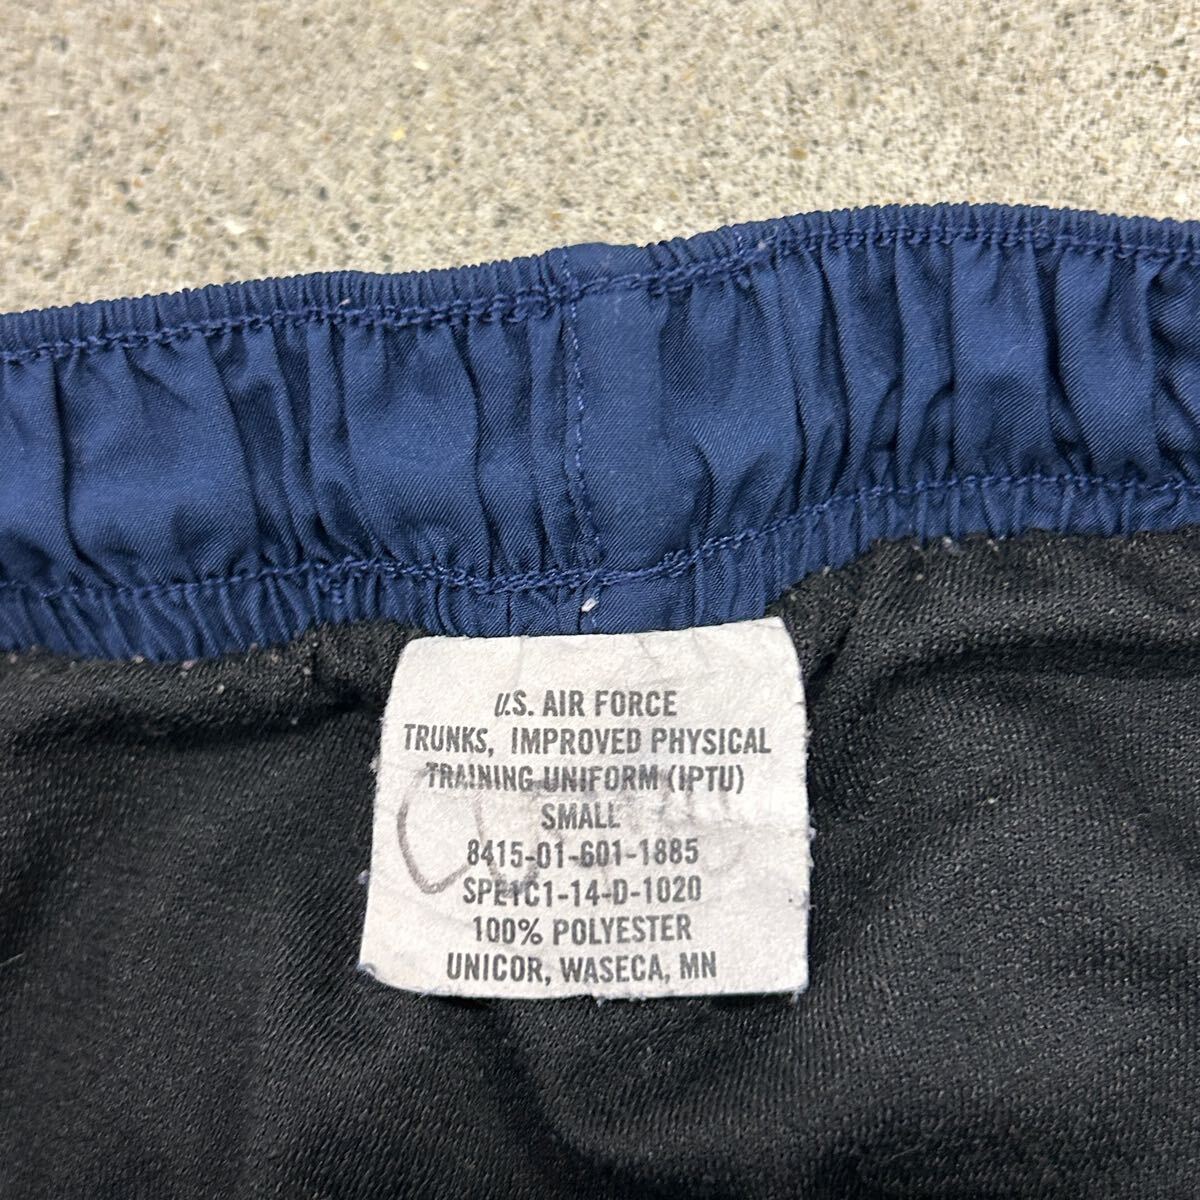 U.S. AIR FORCE
TRUNKS, IMPROVED PHYSICAL
TRAINING UNIFORM (IPTU)
SMALL
8415-01-601-1885
SPE1C1-14-D-1020
100% POLYESTER
UNICOR, WASECA, MN